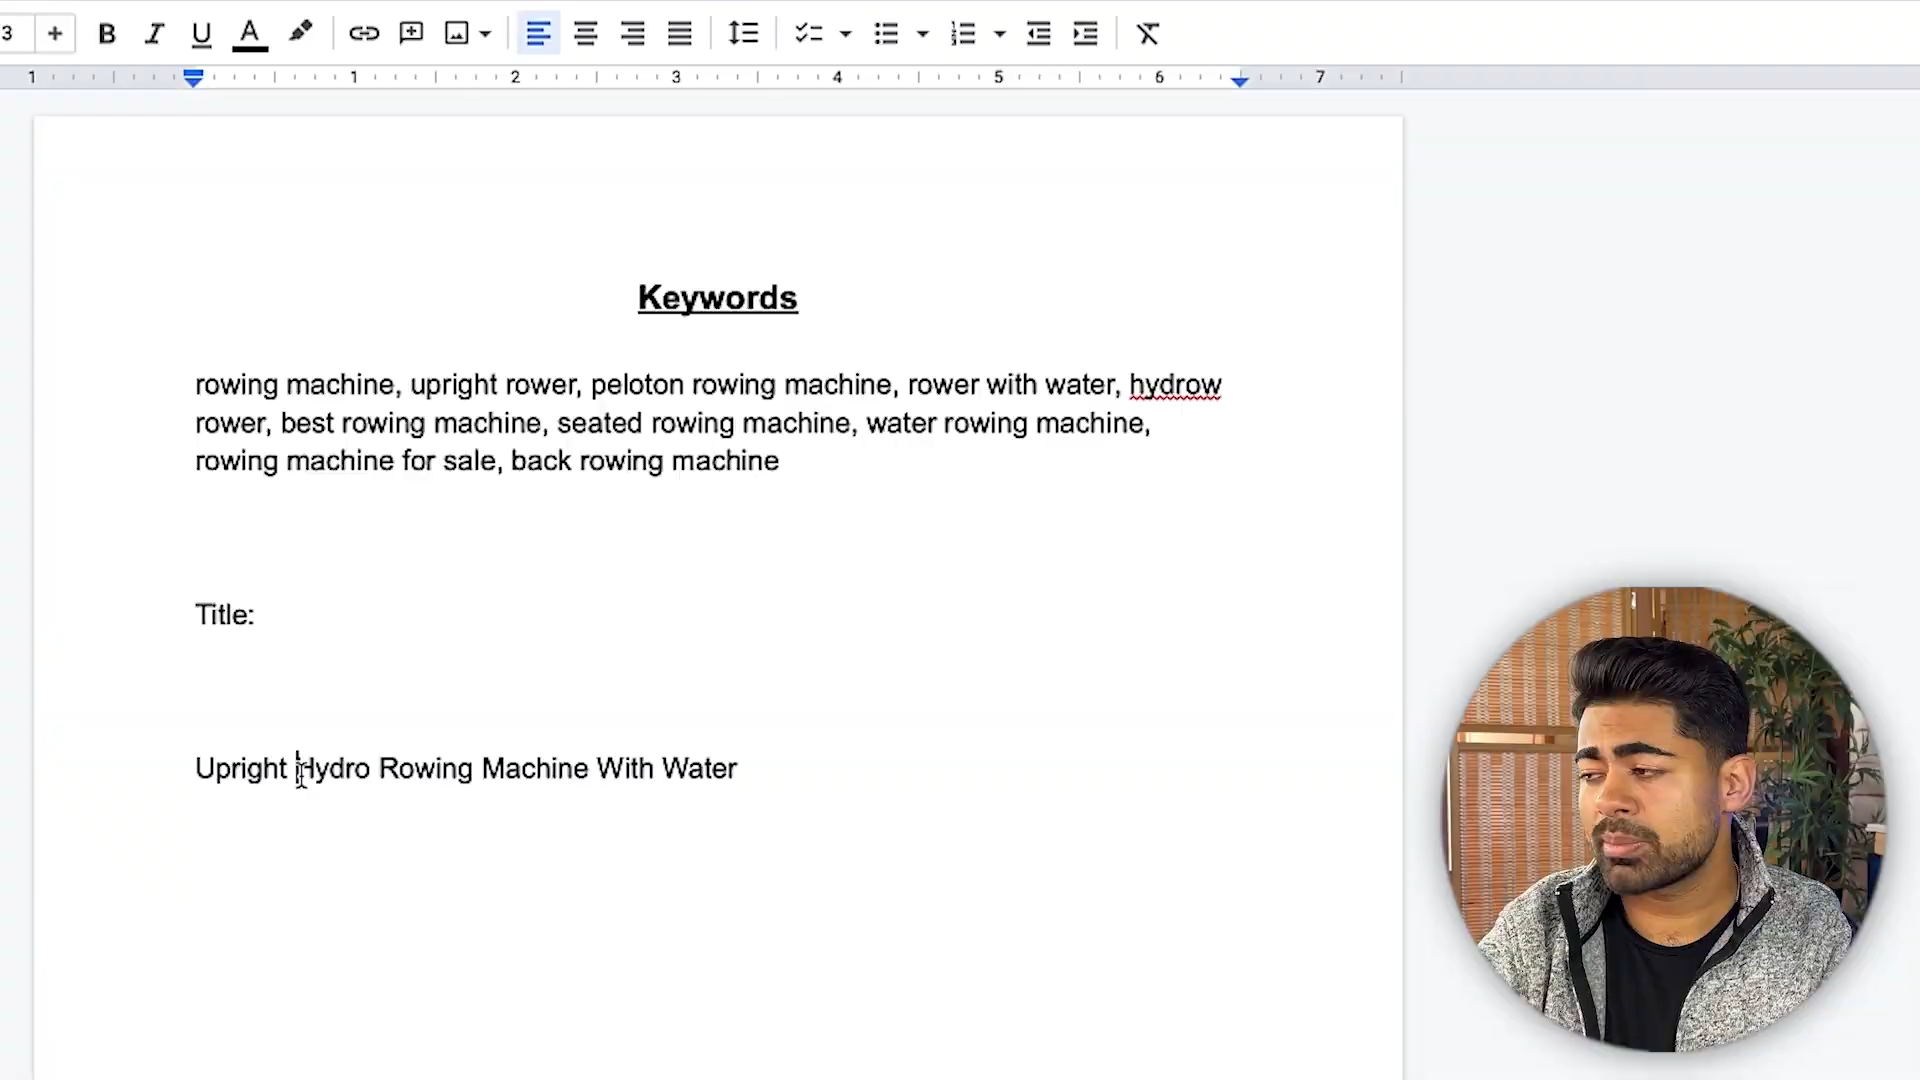 3
1 1 2 3 4 5 6 7
Keywords
rowing machine, upright rower, peloton rowing machine, rower with water, hydrow
rower, best rowing machine, seated rowing machine, water rowing machine,
rowing machine for sale, back rowing machine
Title:
Upright Hydro Rowing Machine With Water